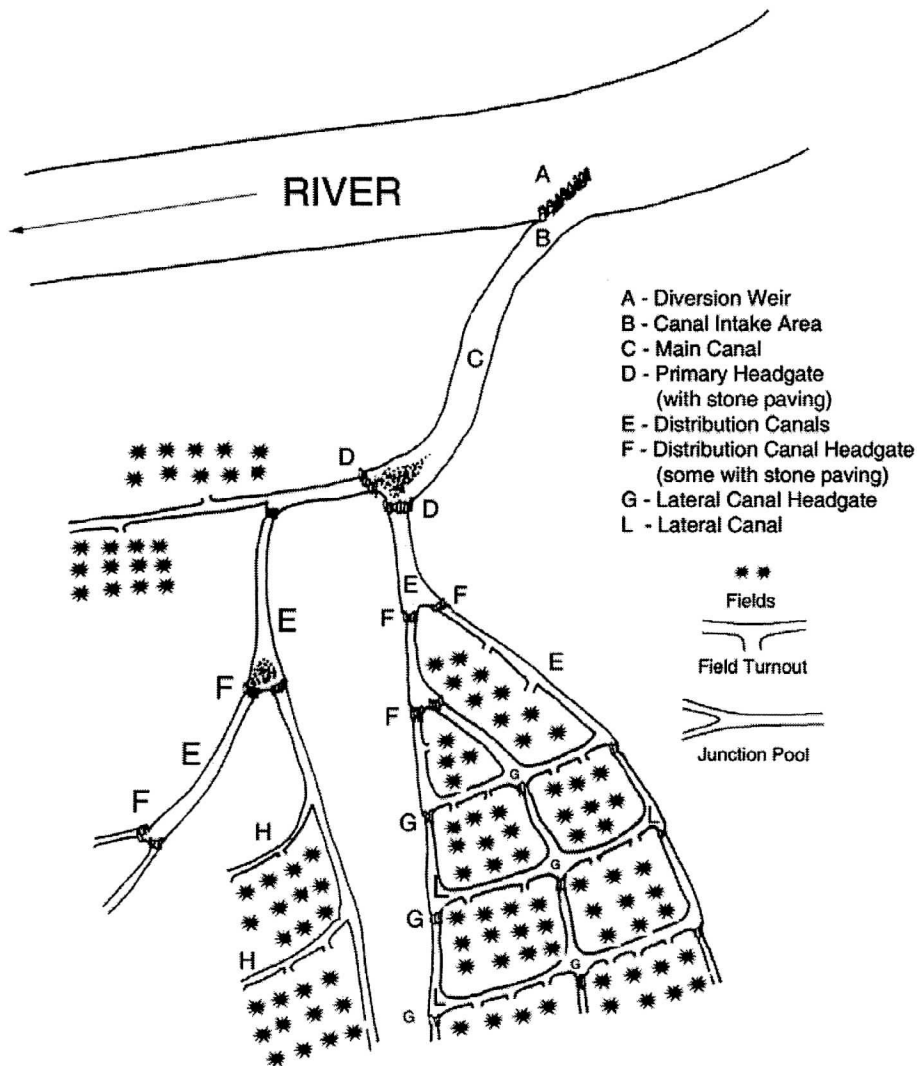 RIVER
A
B
C
A - Diversion Weir
B - Canal Intake Area
C - Main Canal
D - Primary Headgate
(with stone paving)
E - Distribution Canals
F - Distribution Canal Headgate
(some with stone paving)
G - Lateral Canal Headgate
L - Lateral Canal
Fields
Field Turnout
Junction Pool
D
D
E
F
F
E
E
F
F
E
F
G
G
H
L
G
L
G
H
G
L
G